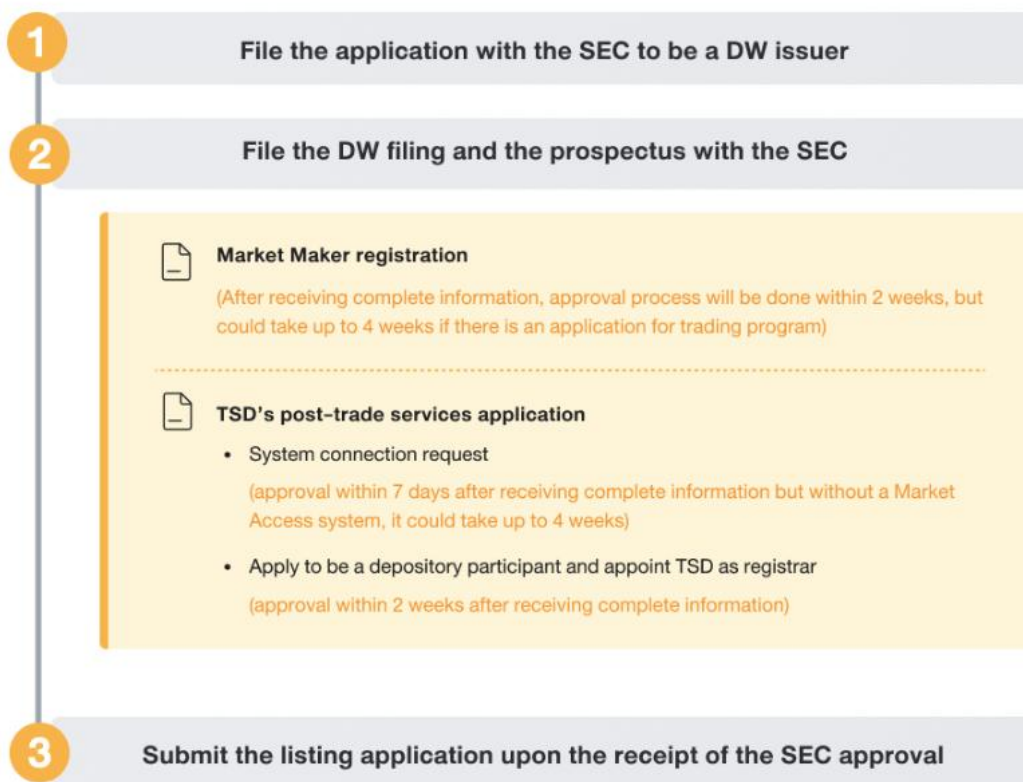 1
File the application with the SEC to be a DW issuer
2
File the DW filing and the prospectus with the SEC
Market Maker registration
(After receiving complete information, approval process will be done within 2 weeks, but
could take up to 4 weeks if there is an application for trading program)
TSD's post-trade services application
• System connection request
(approval within 7 days after receiving complete information but without a Market
Access system, it could take up to 4 weeks)
• Apply to be a depository participant and appoint TSD as registrar
(approval within 2 weeks after receiving complete information)
3
Submit the listing application upon the receipt of the SEC approval